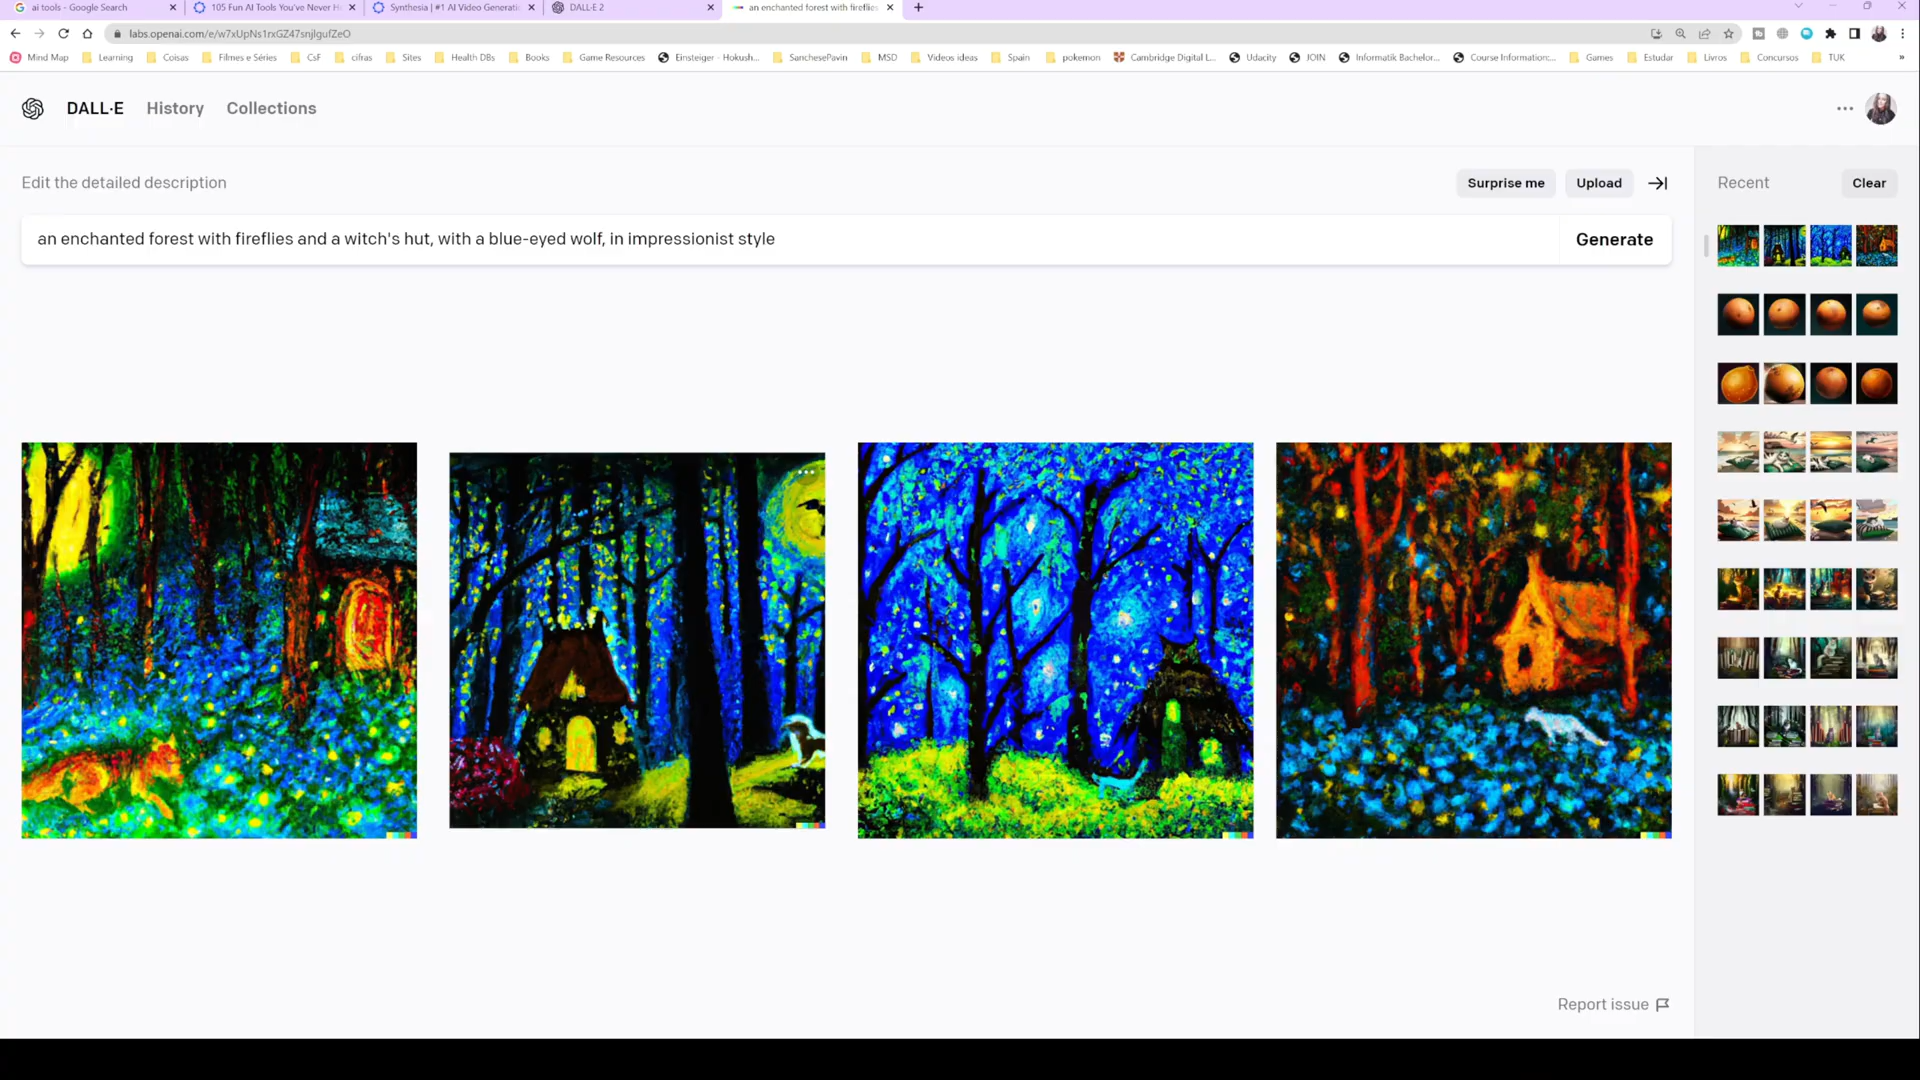 ai tools - Google Search
105 Fun AI Tools You've Never H
Synthesia | #1 AI Video Generati
DALL·E 2
an enchanted forest with fireflies
labs.openai.com/e/w7xUpNs1rxGZ47snjlgufZeO
Mind Map
Learning
Coisas
Filmes e Séries
CsF
cifras
Sites
Health DBs
Books
Game Resources
Einsteiger - Hokush...
SanchesePavin
MSD
Videos ideas
Spain
pokemon
Cambridge Digital L...
Udacity
JOIN
Informatik Bachelor...
Course Information:...
Games
Estudar
Livros
Concursos
TUK
»
DALL·E
History
Collections
Edit the detailed description
Surprise me
Upload
Recent
Clear
an enchanted forest with fireflies and a witch's hut, with a blue-eyed wolf, in impressionist style
Generate
Report issue